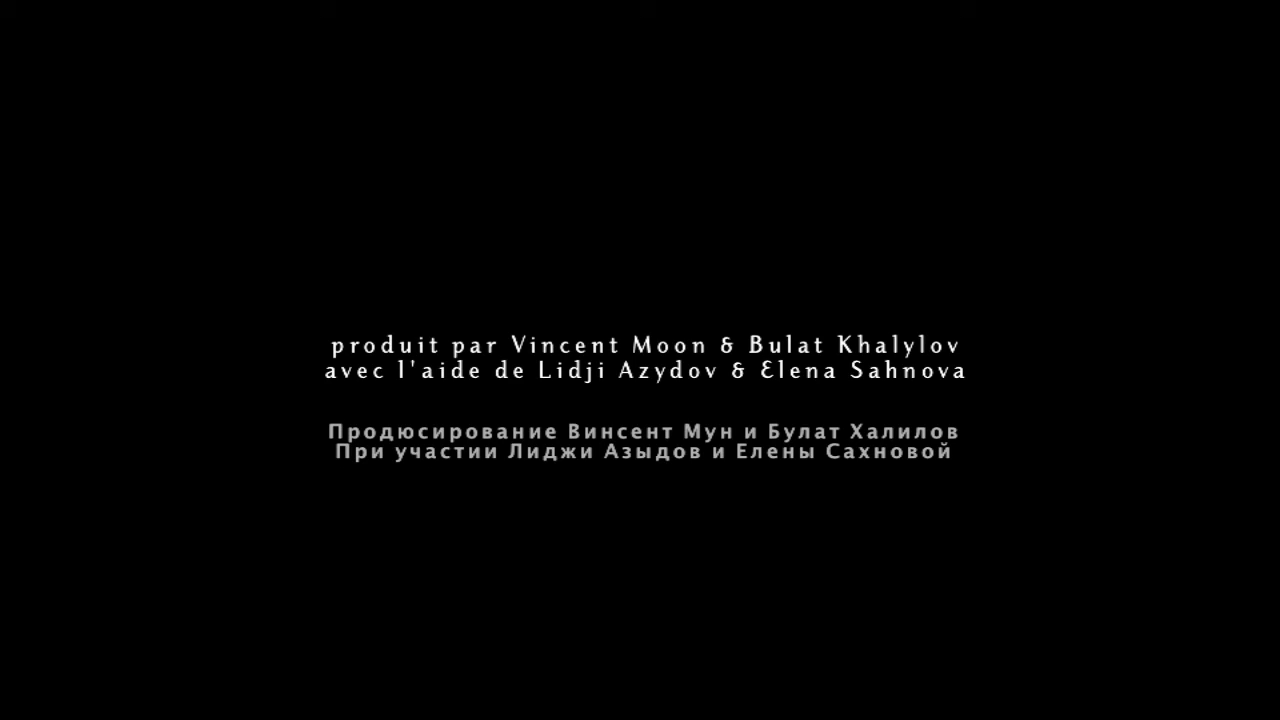 produit par Vincent Moon & Bulat Khalylov
avec l'aide de Lidji Azydov & Elena Sahnova
Продюсирование Винсент Мун и Булат Халилов
При участии Лиджи Азыдов и Елены Сахновой